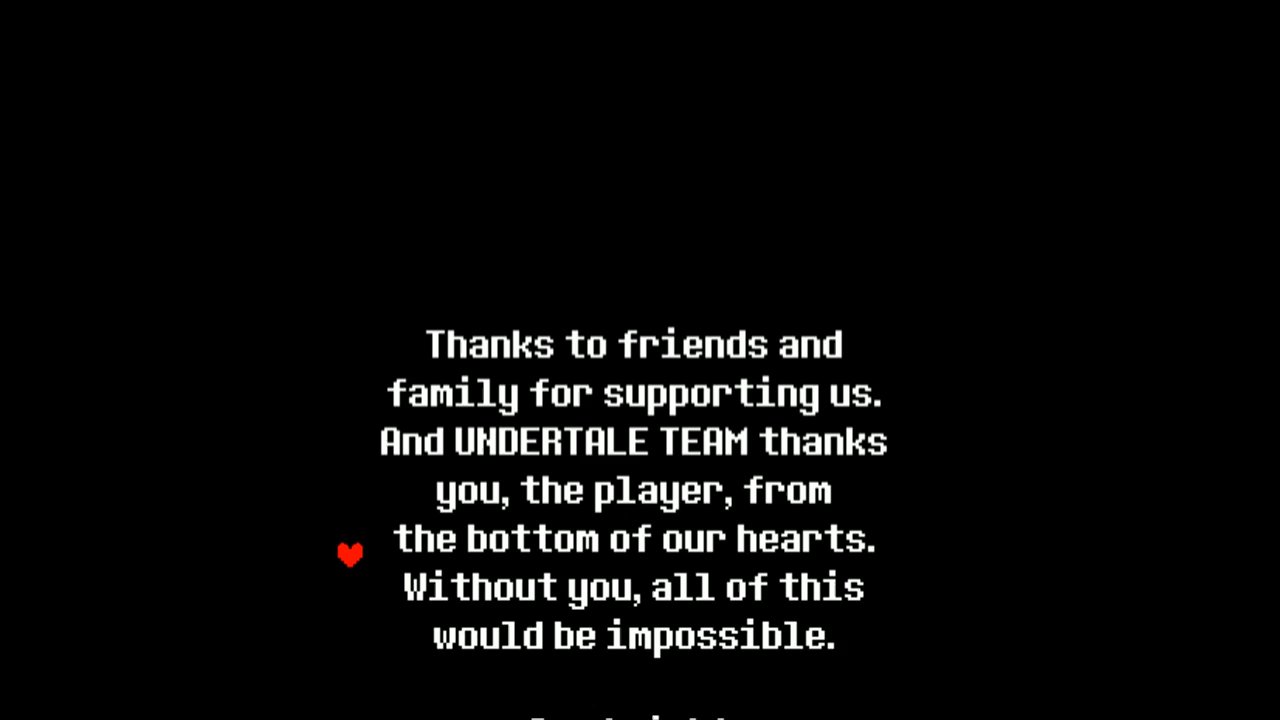 Thanks to friends and
family for supporting us.
And UNDERTALE TEAM thanks
you, the player, from
the bottom of our hearts.
Without you, all of this
would be impossible.